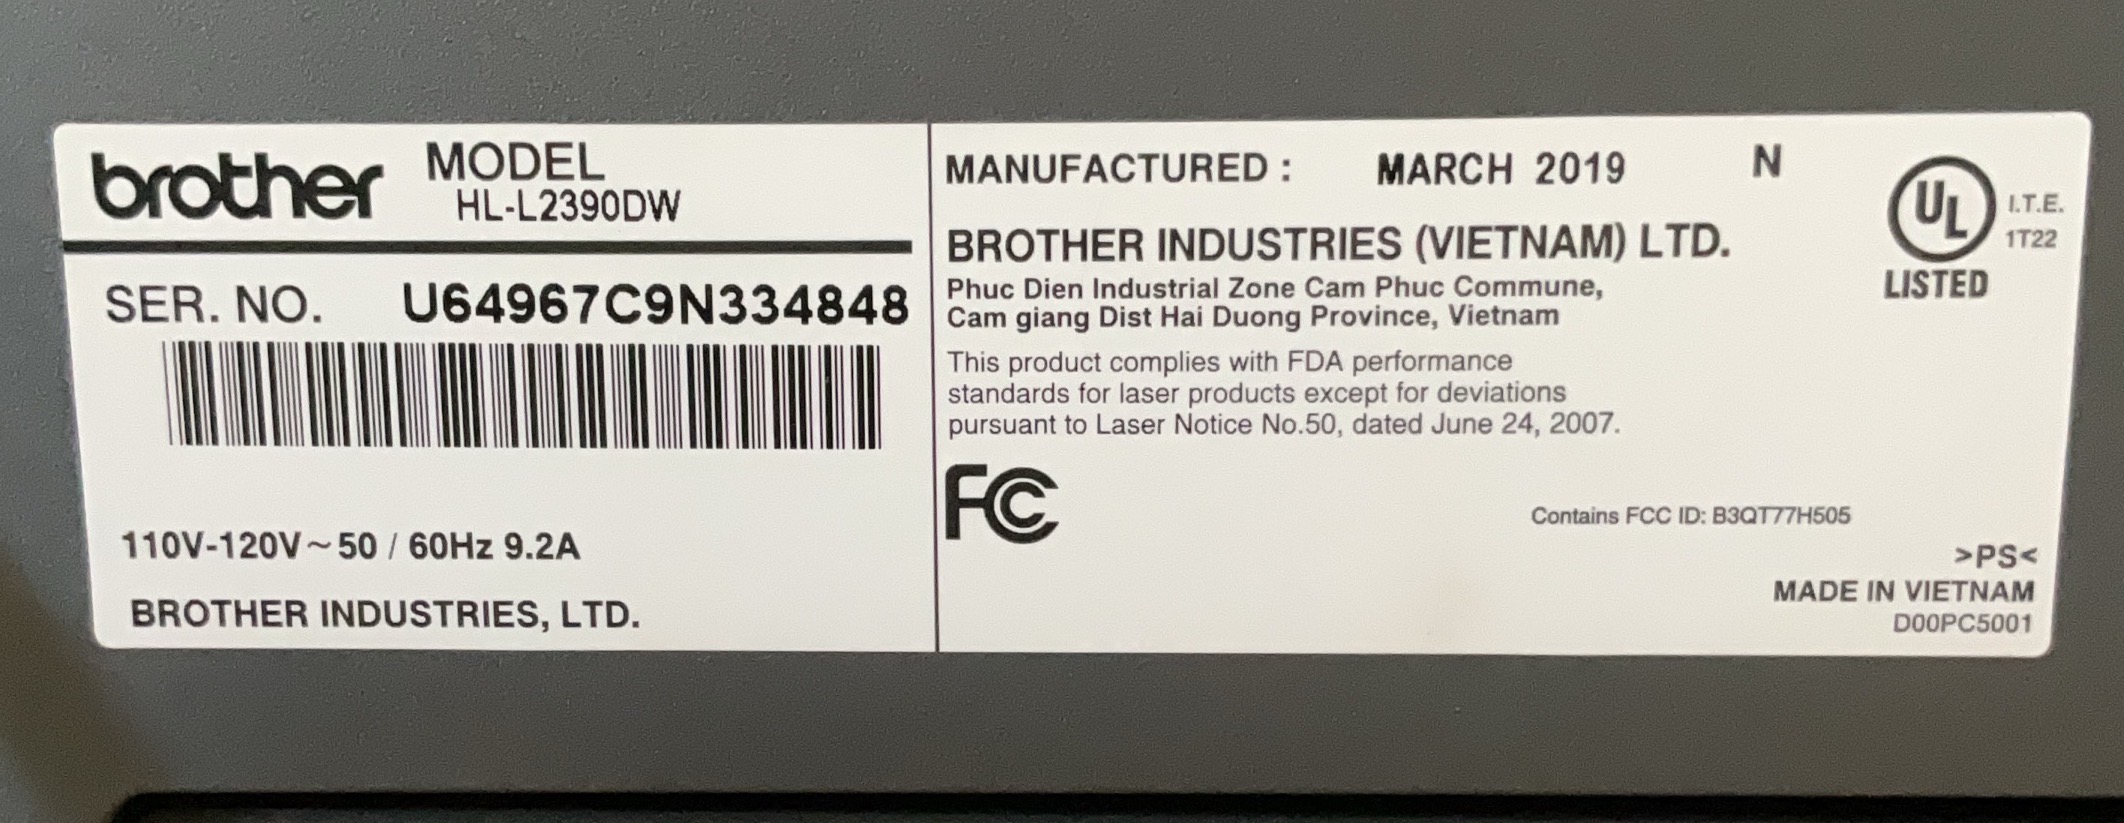 brother MODEL
HL-L2390DW
SER. NO. U64967C9N334848
110V-120V~50 / 60Hz 9.2A
BROTHER INDUSTRIES, LTD.
MANUFACTURED : MARCH 2019 N
BROTHER INDUSTRIES (VIETNAM) LTD.
Phuc Dien Industrial Zone Cam Phuc Commune,
Cam giang Dist Hai Duong Province, Vietnam
This product complies with FDA performance
standards for laser products except for deviations
pursuant to Laser Notice No.50, dated June 24, 2007.
UL I.T.E.
1T22
LISTED
FC
Contains FCC ID: B3QT77H505
>PS<
MADE IN VIETNAM
D00PC5001